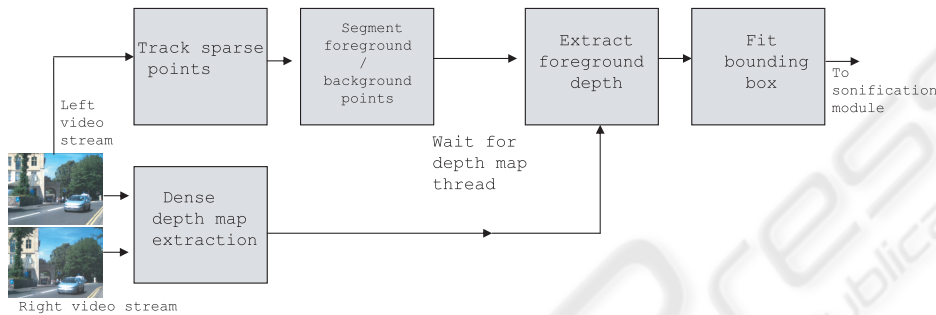 Track sparse
points
Segment
foreground
/
background
points
Extract
foreground
depth
Fit
bounding
box
To
sonification
module
Left
video
stream
Wait for
depth map
thread
Dense
depth map
extraction
Right video stream